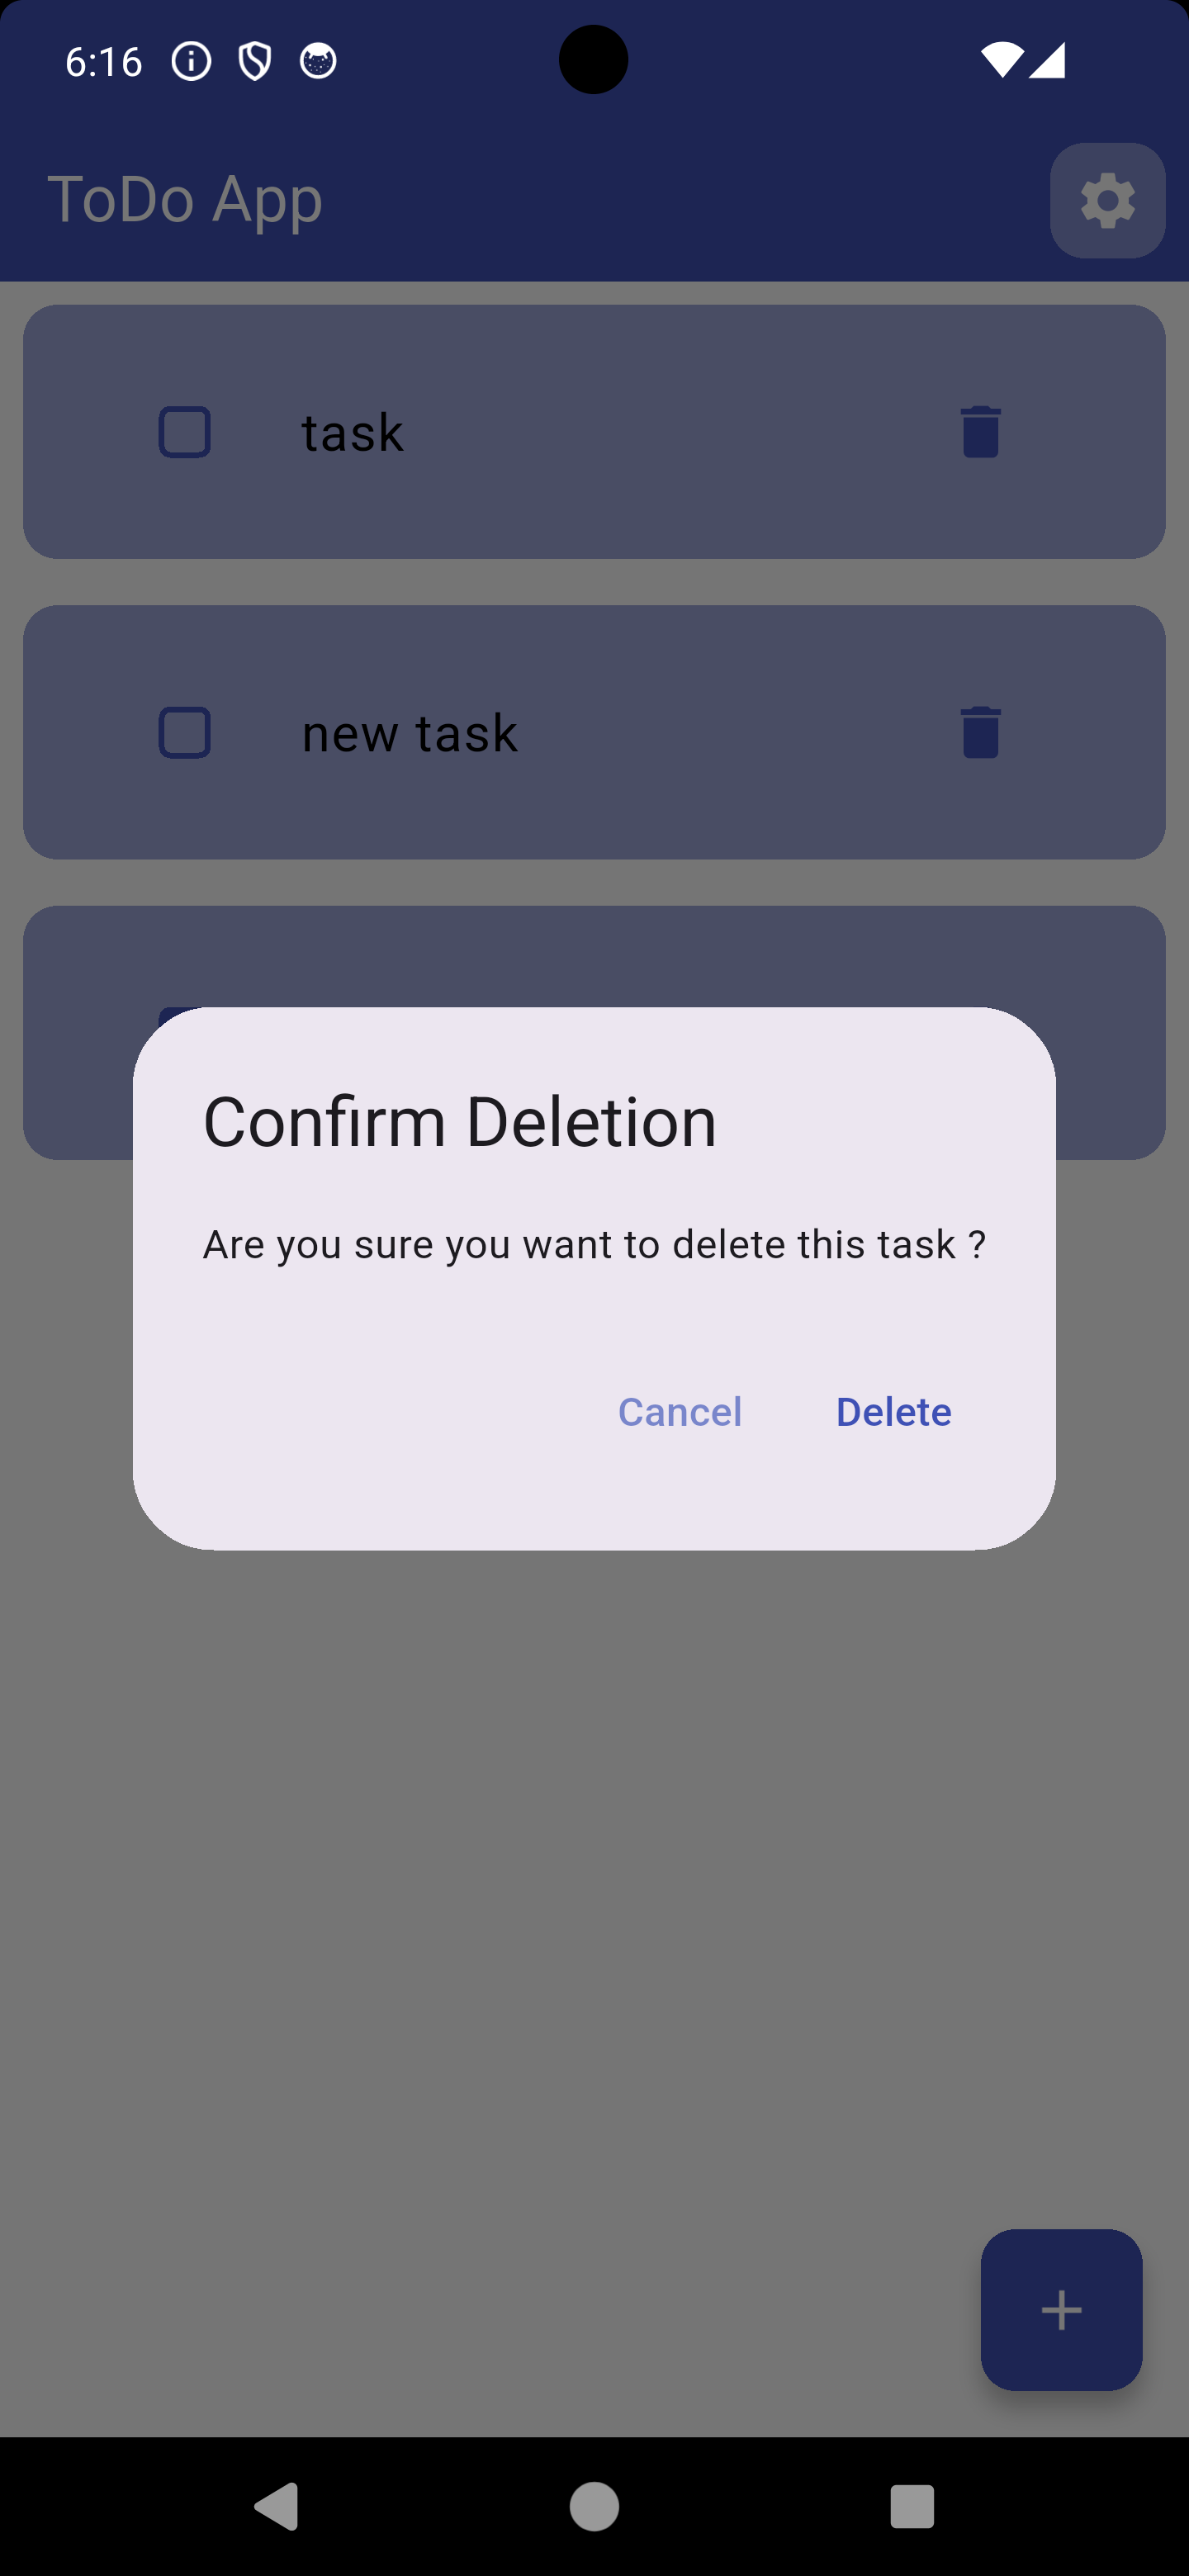 6:16
ToDo App
task
new task
Confirm Deletion
Are you sure you want to delete this task ?
Cancel Delete